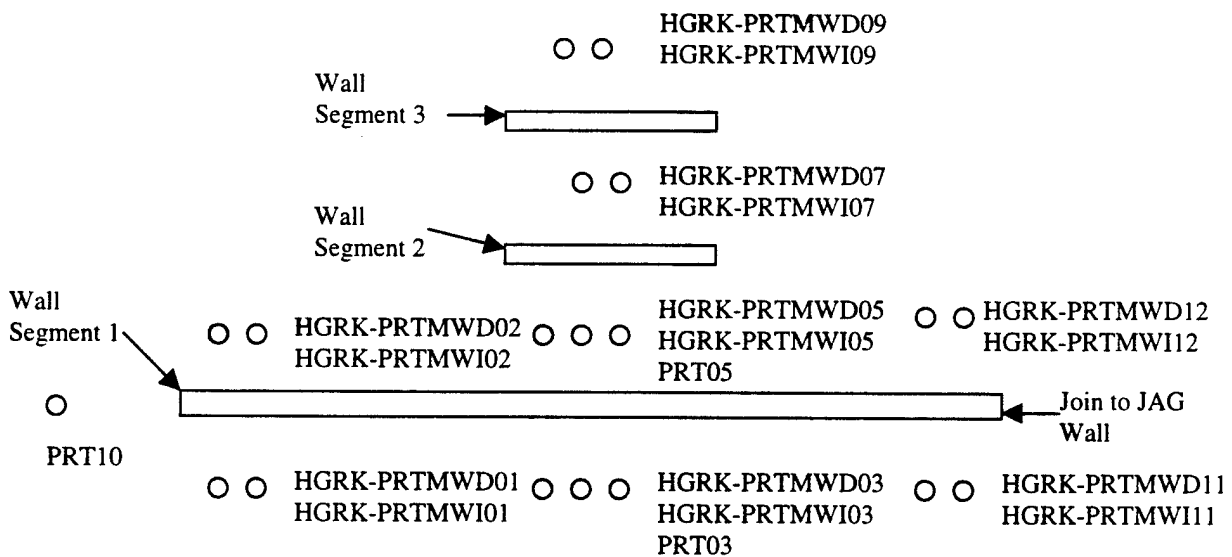 HGRK-PRTMWD09
HGRK-PRTMWI09
Wall
Segment 3
HGRK-PRTMWD07
HGRK-PRTMWI07
Wall
Segment 2
Wall
Segment 1
HGRK-PRTMWD02
HGRK-PRTMWI02
HGRK-PRTMWD05
HGRK-PRTMWI05
PRT05
HGRK-PRTMWD12
HGRK-PRTMWI12
Join to JAG
Wall
PRT10
HGRK-PRTMWD01
HGRK-PRTMWI01
HGRK-PRTMWD03
HGRK-PRTMWI03
PRT03
HGRK-PRTMWD11
HGRK-PRTMWI11